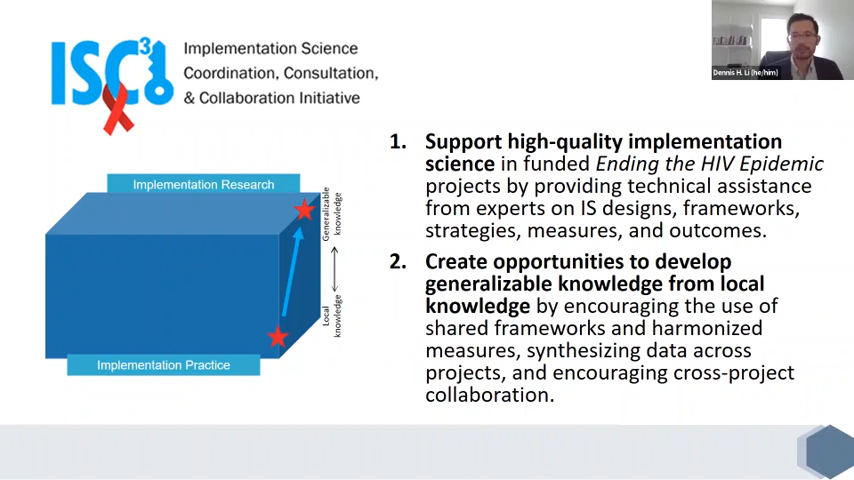 ISC3i
Implementation Science
Coordination, Consultation,
& Collaboration Initiative
Dennis H. Li (he/him)
Implementation Research
Generalizable
knowledge
Local
knowledge
Implementation Practice
1. Support high-quality implementation
science in funded Ending the HIV Epidemic
projects by providing technical assistance
from experts on IS designs, frameworks,
strategies, measures, and outcomes.
2. Create opportunities to develop
generalizable knowledge from local
knowledge by encouraging the use of
shared frameworks and harmonized
measures, synthesizing data across
projects, and encouraging cross-project
collaboration.